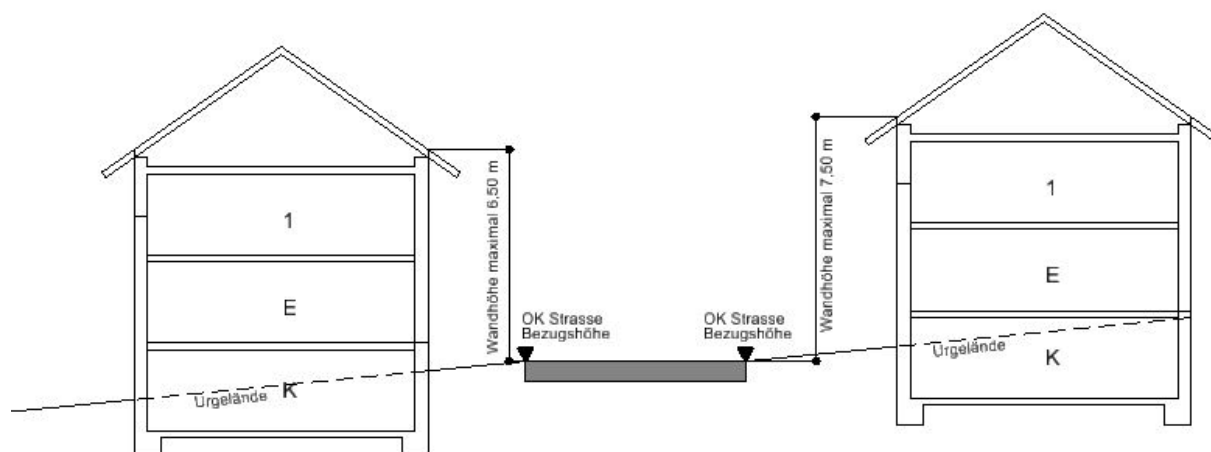 1
E
K
Urgelände
Wandhöhe maximal 6,50 m
OK Strasse
Bezugshöhe
OK Strasse
Bezugshöhe
Wandhöhe maximal 7,50 m
1
E
K
Urgelände